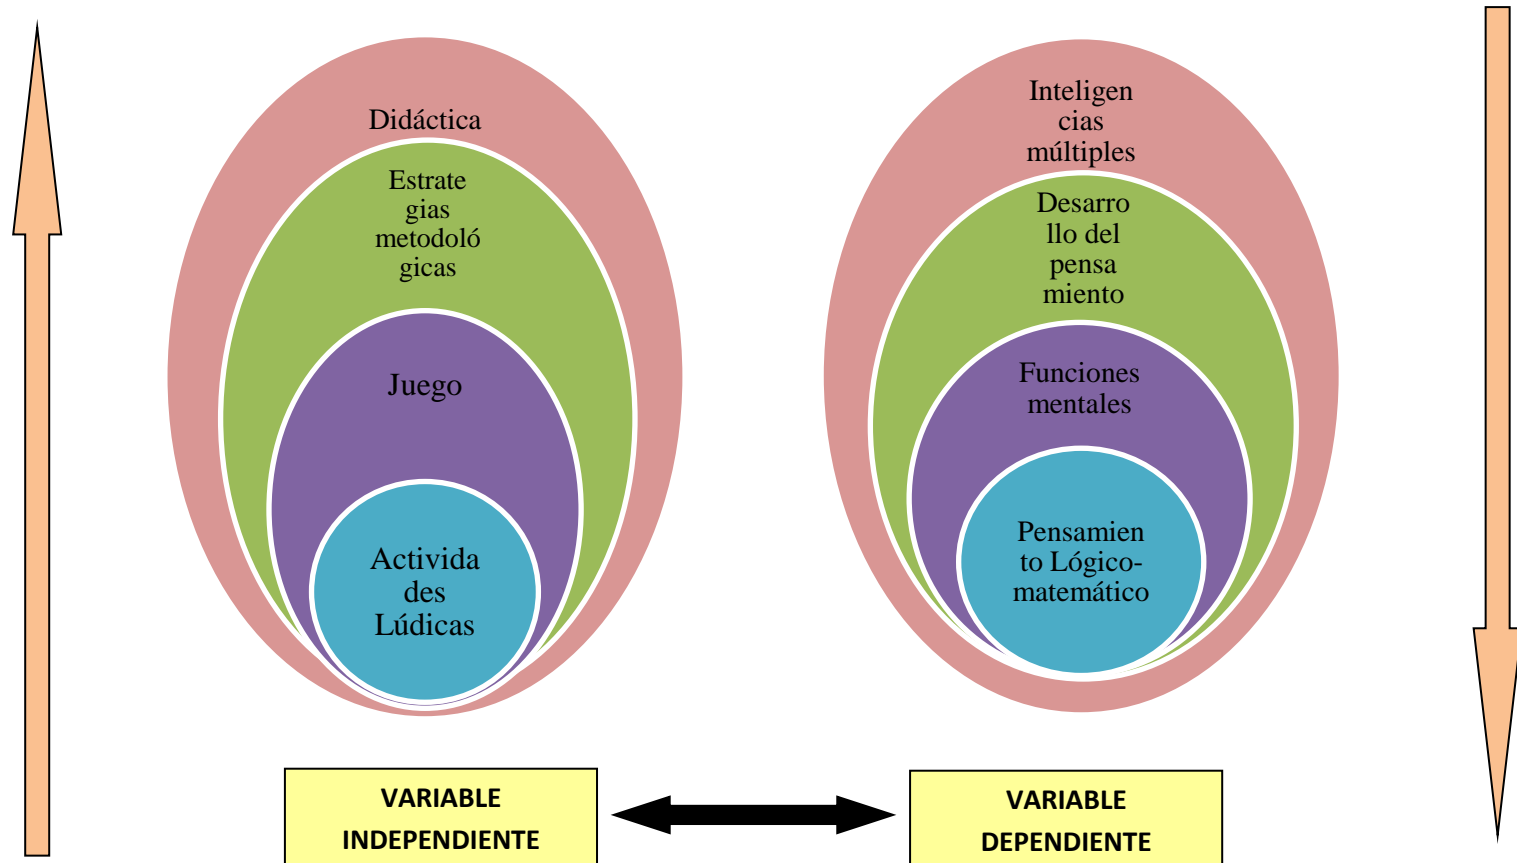 Didáctica
Estrate
gias
metodoló
gicas
Juego
Activida
des
Lúdicas
Inteligen
cias
múltiples
Desarro
llo del
pensa
miento
Funciones
mentales
Pensamien
to Lógico-
matemático
VARIABLE
INDEPENDIENTE
VARIABLE
DEPENDIENTE